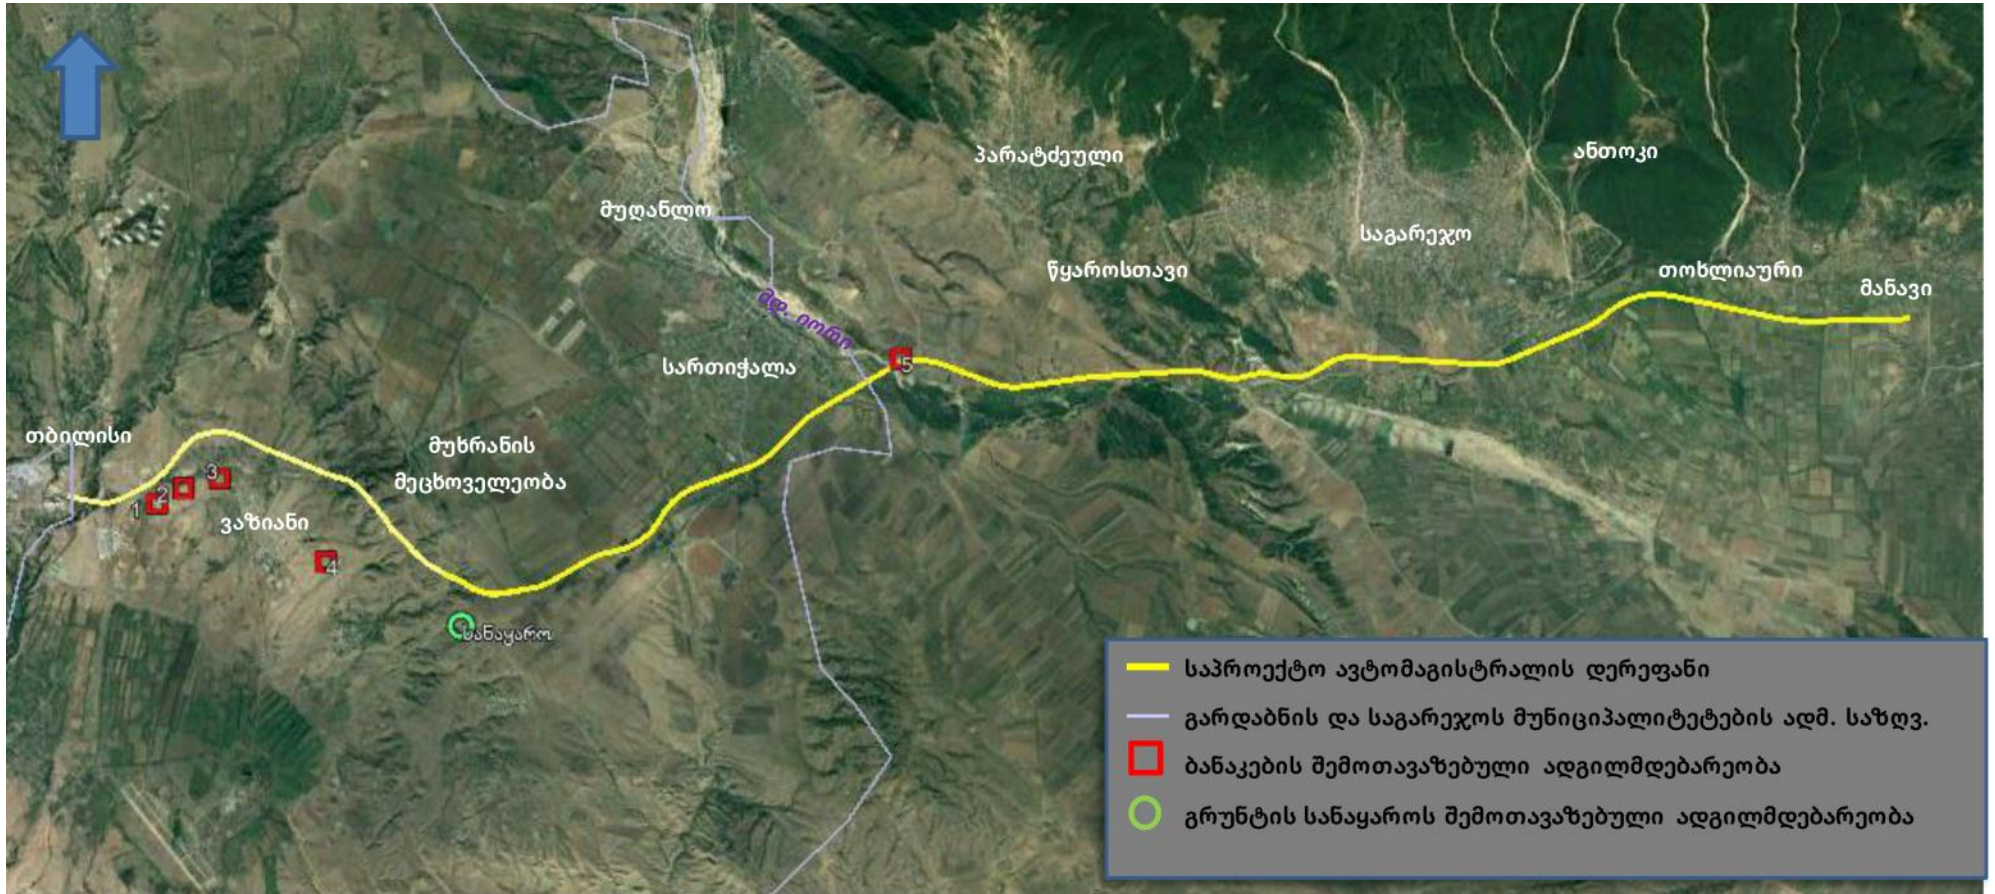 პარატძეული
ანთოკი
მუღანლო
საგარეჯო
წყაროსთავი
თოხლიაური
მანავი
მდ. იორი
სართიჭალა
5
თბილისი
მუხრანის
მეცხოველეობა
3
2
1
ვაზიანი
4
სანაყარო
საპროექტო ავტომაგისტრალის დერეფანი
გარდაბნის და საგარეჯოს მუნიციპალიტეტების ადმ. საზღვ.
ბანაკების შემოთავაზებული ადგილმდებარეობა
გრუნტის სანაყაროს შემოთავაზებული ადგილმდებარეობა